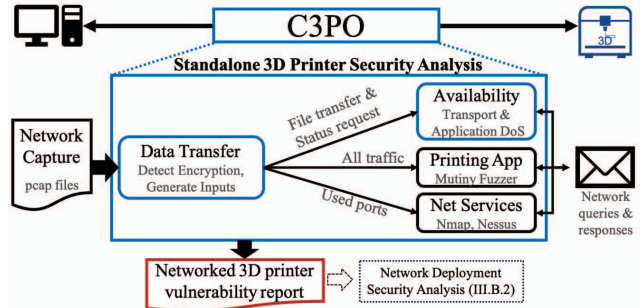 C3PO
3D
Standalone 3D Printer Security Analysis
Network
Capture
pcap files
Data Transfer
Detect Encryption,
Generate Inputs
File transfer &
Status request
All traffic
Used ports
Availability
Transport &
Application DoS
Printing App
Mutiny Fuzzer
Net Services
Nmap, Nessus
Network
queries &
responses
Networked 3D printer
vulnerability report
Network Deployment
Security Analysis (III.B.2)